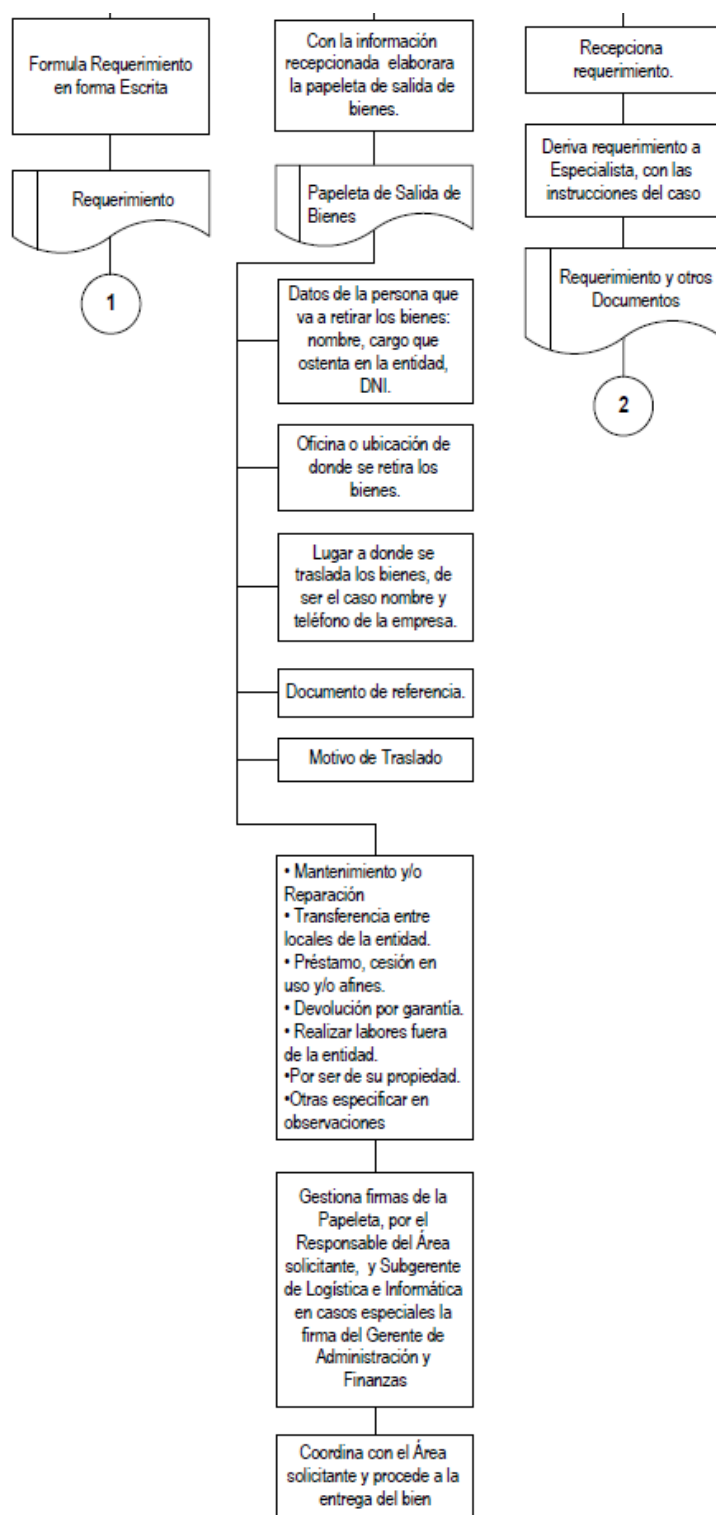 Formula Requerimiento
en forma Escrita
Requerimiento
1
Con la información
recepcionada elaborara
la papeleta de salida de
bienes.
Papeleta de Salida de
Bienes
Datos de la persona que
va a retirar los bienes:
nombre, cargo que
ostenta en la entidad,
DNI.
Oficina o ubicación de
donde se retira los
bienes.
Lugar a donde se
traslada los bienes, de
ser el caso nombre y
teléfono de la empresa.
Documento de referencia.
Motivo de Traslado
• Mantenimiento y/o
Reparación
• Transferencia entre
locales de la entidad.
• Préstamo, cesión en
uso y/o afines.
• Devolución por garantía.
• Realizar labores fuera
de la entidad.
•Por ser de su propiedad.
•Otras especificar en
observaciones
Gestiona firmas de la
Papeleta, por el
Responsable del Área
solicitante, y Subgerente
de Logística e Informática
en casos especiales la
firma del Gerente de
Administración y
Finanzas
Coordina con el Área
solicitante y procede a la
entrega del bien
Recepciona
requerimiento.
Deriva requerimiento a
Especialista, con las
instrucciones del caso
Requerimiento y otros
Documentos
2